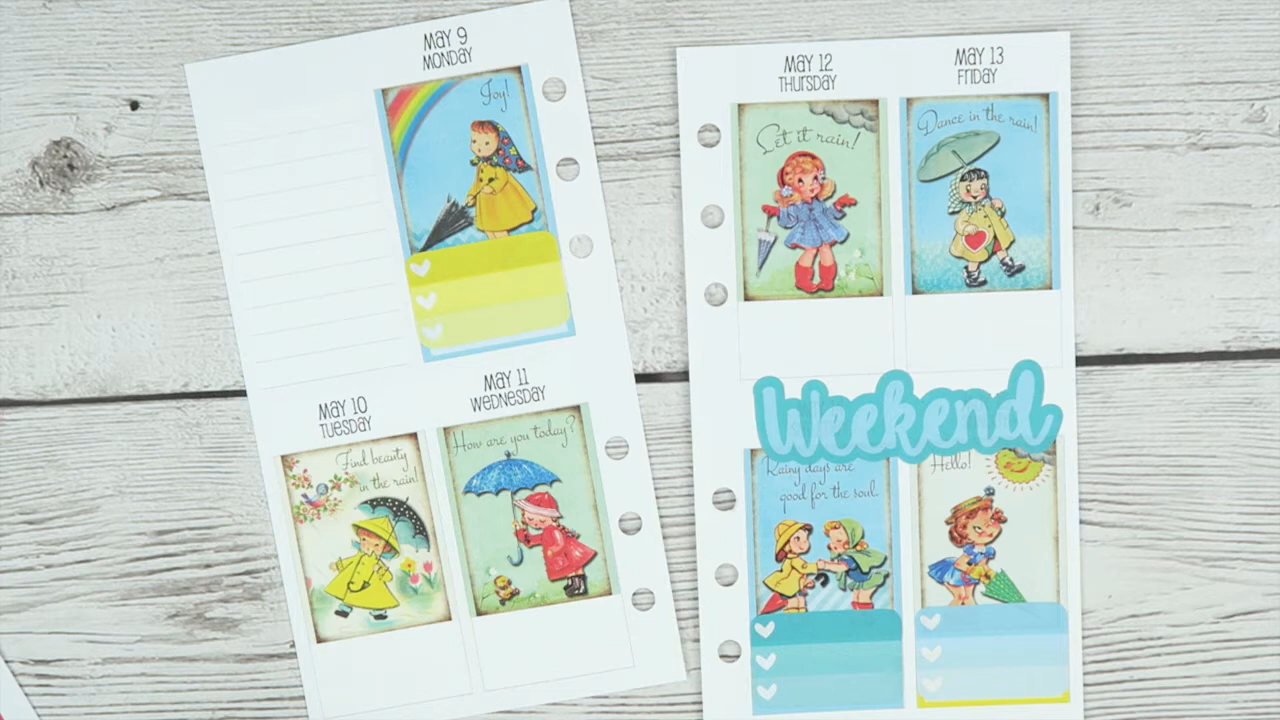 MAY 9
MONDAY
Joy!
MAY 10
TUESDAY
Find beauty
in the rain!
MAY 11
WEDNESDAY
How are you today?
MAY 12
THURSDAY
Let it rain!
MAY 13
FRIDAY
Dance in the rain!
Weekend
Rainy days are
good for the soul.
Hello!